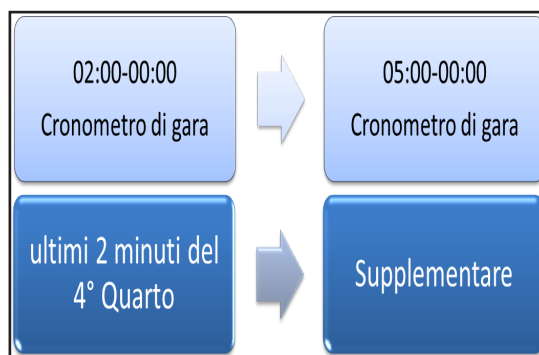 02:00-00:00
Cronometro di gara
05:00-00:00
Cronometro di gara
ultimi 2 minuti del
4° Quarto
Supplementare